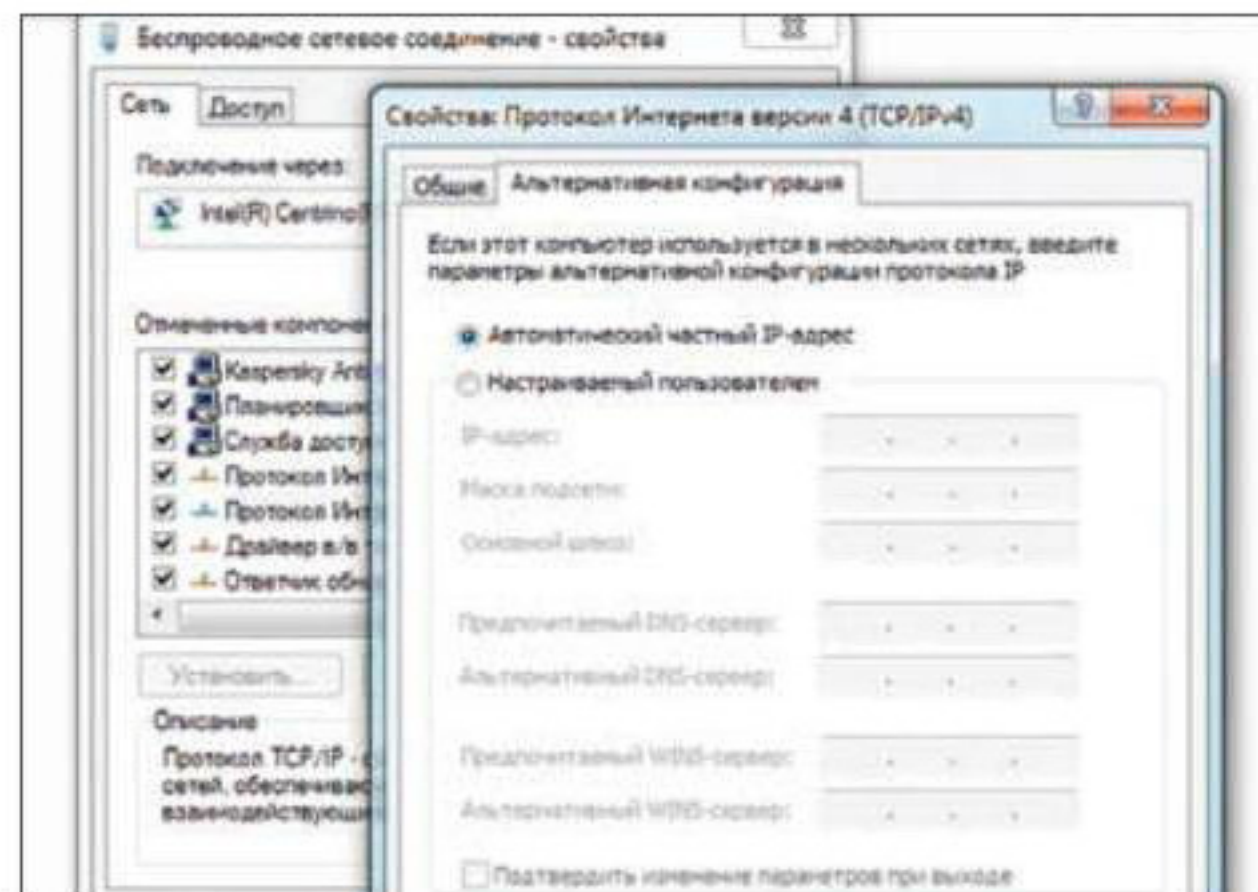 Беспроводное сетевое соединение - свойства
Сеть
Доступ
Подключение через:
Intel(R) Centrino(R
Отмеченные компоне
Kaspersky Ant
Планировщик
Служба досту
Протокол Инт
Протокол Инт
Драйвер в/в
Ответчик обн
Установить...
Описание
Протокол TCP/IP -
сетей, обеспечиваю
взаимодействующи
Свойства: Протокол Интернета версии 4 (TCP/IPv4)
Общие
Альтернативная конфигурация
Если этот компьютер используется в нескольких сетях, введите
параметры альтернативной конфигурации протокола IP
Автоматический частный IP-адрес
Настраиваемый пользователем
IP-адрес:
Маска подсети:
Основной шлюз:
Предпочитаемый DNS-сервер:
Альтернативный DNS-сервер:
Предпочитаемый WINS-сервер:
Альтернативный WINS-сервер:
Подтвердить изменение параметров при выходе